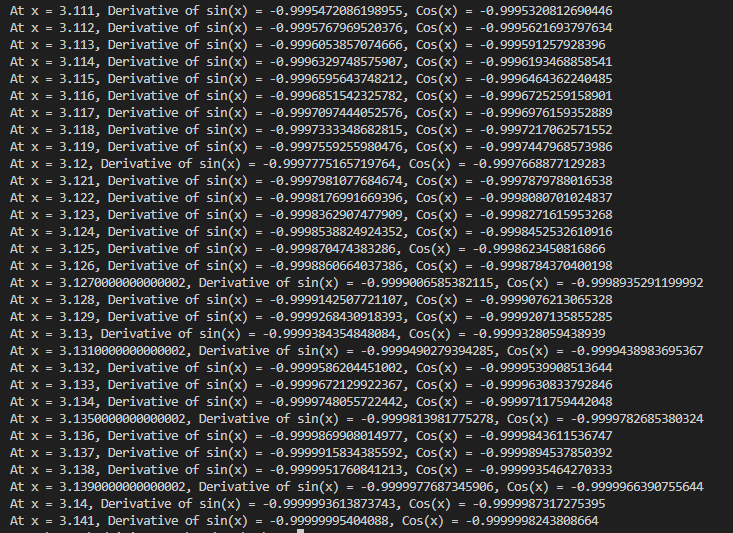 At x = 3.111, Derivative of sin(x) = -0.9995472086198955, Cos(x) = -0.9995320812690446
At x = 3.112, Derivative of sin(x) = -0.9995767969520376, Cos(x) = -0.9995621693797634
At x = 3.113, Derivative of sin(x) = -0.9996053857074666, Cos(x) = -0.999591257928396
At x = 3.114, Derivative of sin(x) = -0.9996329748575907, Cos(x) = -0.9996193468858541
At x = 3.115, Derivative of sin(x) = -0.9996595643748212, Cos(x) = -0.9996464362240485
At x = 3.116, Derivative of sin(x) = -0.9996851542325782, Cos(x) = -0.9996725259158901
At x = 3.117, Derivative of sin(x) = -0.9997097444052576, Cos(x) = -0.9996976159352889
At x = 3.118, Derivative of sin(x) = -0.9997333348682815, Cos(x) = -0.9997217062571552
At x = 3.119, Derivative of sin(x) = -0.9997559255980476, Cos(x) = -0.9997447968573986
At x = 3.12, Derivative of sin(x) = -0.9997775165719764, Cos(x) = -0.9997668877129283
At x = 3.121, Derivative of sin(x) = -0.9997981077684674, Cos(x) = -0.9997879788016538
At x = 3.122, Derivative of sin(x) = -0.9998176991669396, Cos(x) = -0.9998080701024837
At x = 3.123, Derivative of sin(x) = -0.9998362907477909, Cos(x) = -0.9998271615953268
At x = 3.124, Derivative of sin(x) = -0.9998538824924352, Cos(x) = -0.9998452532610916
At x = 3.125, Derivative of sin(x) = -0.999870474383286, Cos(x) = -0.9998623450816866
At x = 3.126, Derivative of sin(x) = -0.9998860664037386, Cos(x) = -0.9998784370400198
At x = 3.1270000000000002, Derivative of sin(x) = -0.9999006585382115, Cos(x) = -0.9998935291199992
At x = 3.128, Derivative of sin(x) = -0.9999142507721107, Cos(x) = -0.9999076213065328
At x = 3.129, Derivative of sin(x) = -0.9999268430918393, Cos(x) = -0.9999207135855285
At x = 3.13, Derivative of sin(x) = -0.9999384354848084, Cos(x) = -0.9999328059438939
At x = 3.1310000000000002, Derivative of sin(x) = -0.9999490279394285, Cos(x) = -0.9999438983695367
At x = 3.132, Derivative of sin(x) = -0.9999586204451002, Cos(x) = -0.9999539908513644
At x = 3.133, Derivative of sin(x) = -0.9999672129922367, Cos(x) = -0.9999630833792846
At x = 3.134, Derivative of sin(x) = -0.9999748055722442, Cos(x) = -0.9999711759442048
At x = 3.1350000000000002, Derivative of sin(x) = -0.9999813981775278, Cos(x) = -0.9999782685380324
At x = 3.136, Derivative of sin(x) = -0.9999869908014977, Cos(x) = -0.9999843611536747
At x = 3.137, Derivative of sin(x) = -0.9999915834385592, Cos(x) = -0.9999894537850392
At x = 3.138, Derivative of sin(x) = -0.9999951760841213, Cos(x) = -0.9999935464270333
At x = 3.1390000000000002, Derivative of sin(x) = -0.9999977687345906, Cos(x) = -0.9999966390755644
At x = 3.14, Derivative of sin(x) = -0.9999993613873743, Cos(x) = -0.9999987317275395
At x = 3.141, Derivative of sin(x) = -0.99999995404088, Cos(x) = -0.9999998243808664